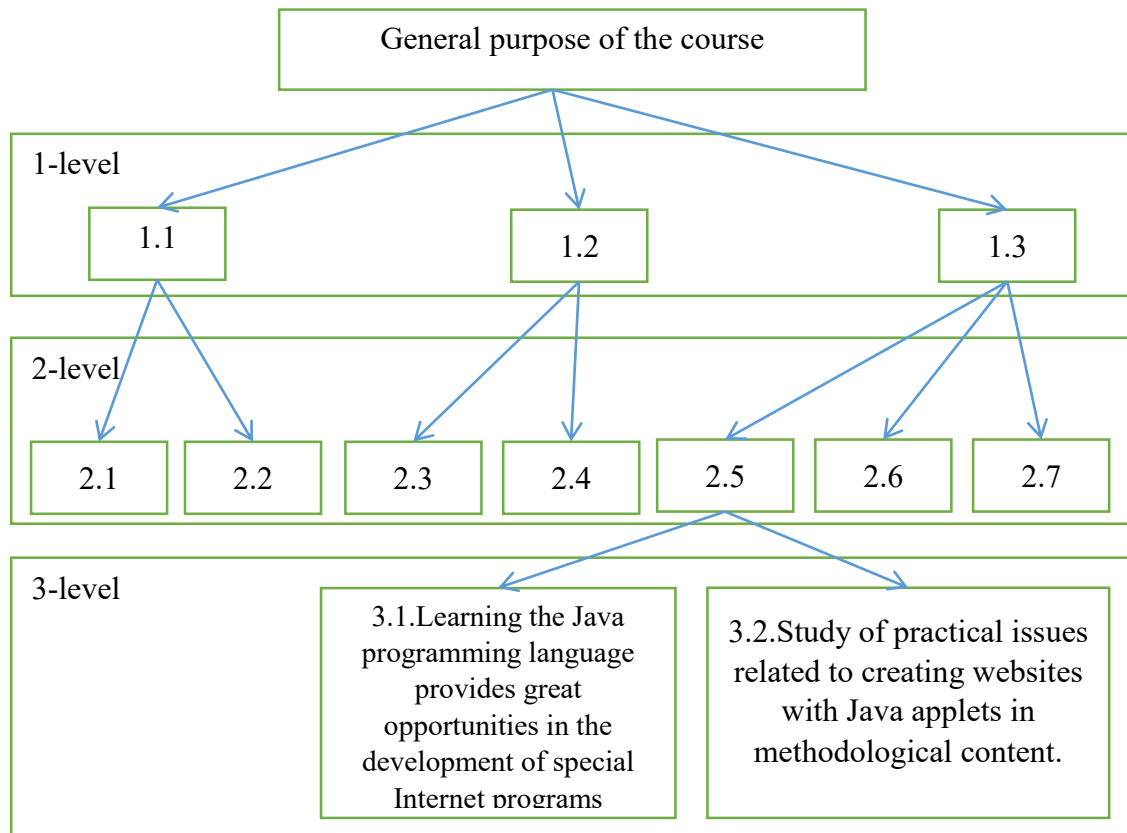 General purpose of the course
1-level
1.1
1.2
1.3
2-level
2.1
2.2
2.3
2.4
2.5
2.6
2.7
3-level
3.1.Learning the Java
programming language
provides great
opportunities in the
development of special
Internet programs
3.2.Study of practical issues
related to creating websites
with Java applets in
methodological content.